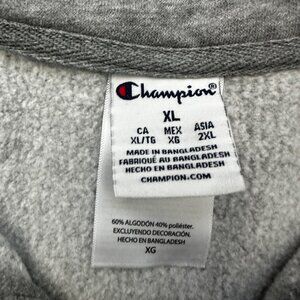 Champion®
XL
CA MEX ASIA
XL/TG XG 2XL
MADE IN BANGLADESH
FABRIQUÉ AU BANGLADESH
HECHO EN BANGLADESH
CHAMPION.COM
60% ALGODÓN 40% poliéster.
EXCLUYENDO DECORACIÓN.
HECHO EN BANGLADESH
XG